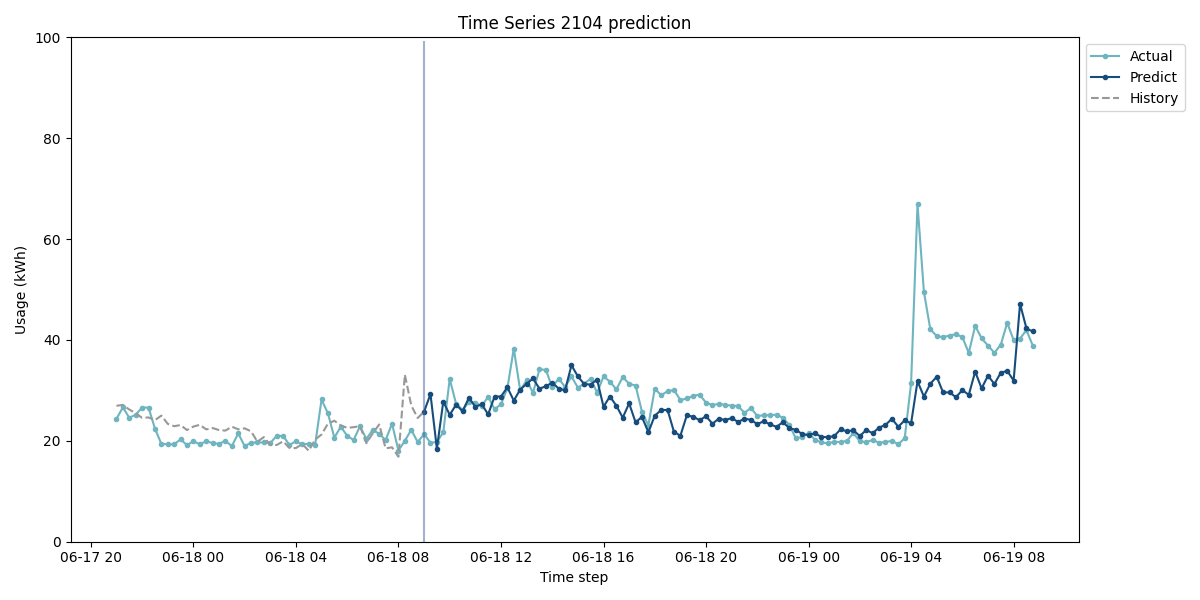 Time Series 2104 prediction
100
80
60
40
20
0
Usage (kWh)
06-17 20
06-18 00
06-18 04
06-18 08
06-18 12
06-18 16
06-18 20
06-19 00
06-19 04
06-19 08
Time step
Actual
Predict
History